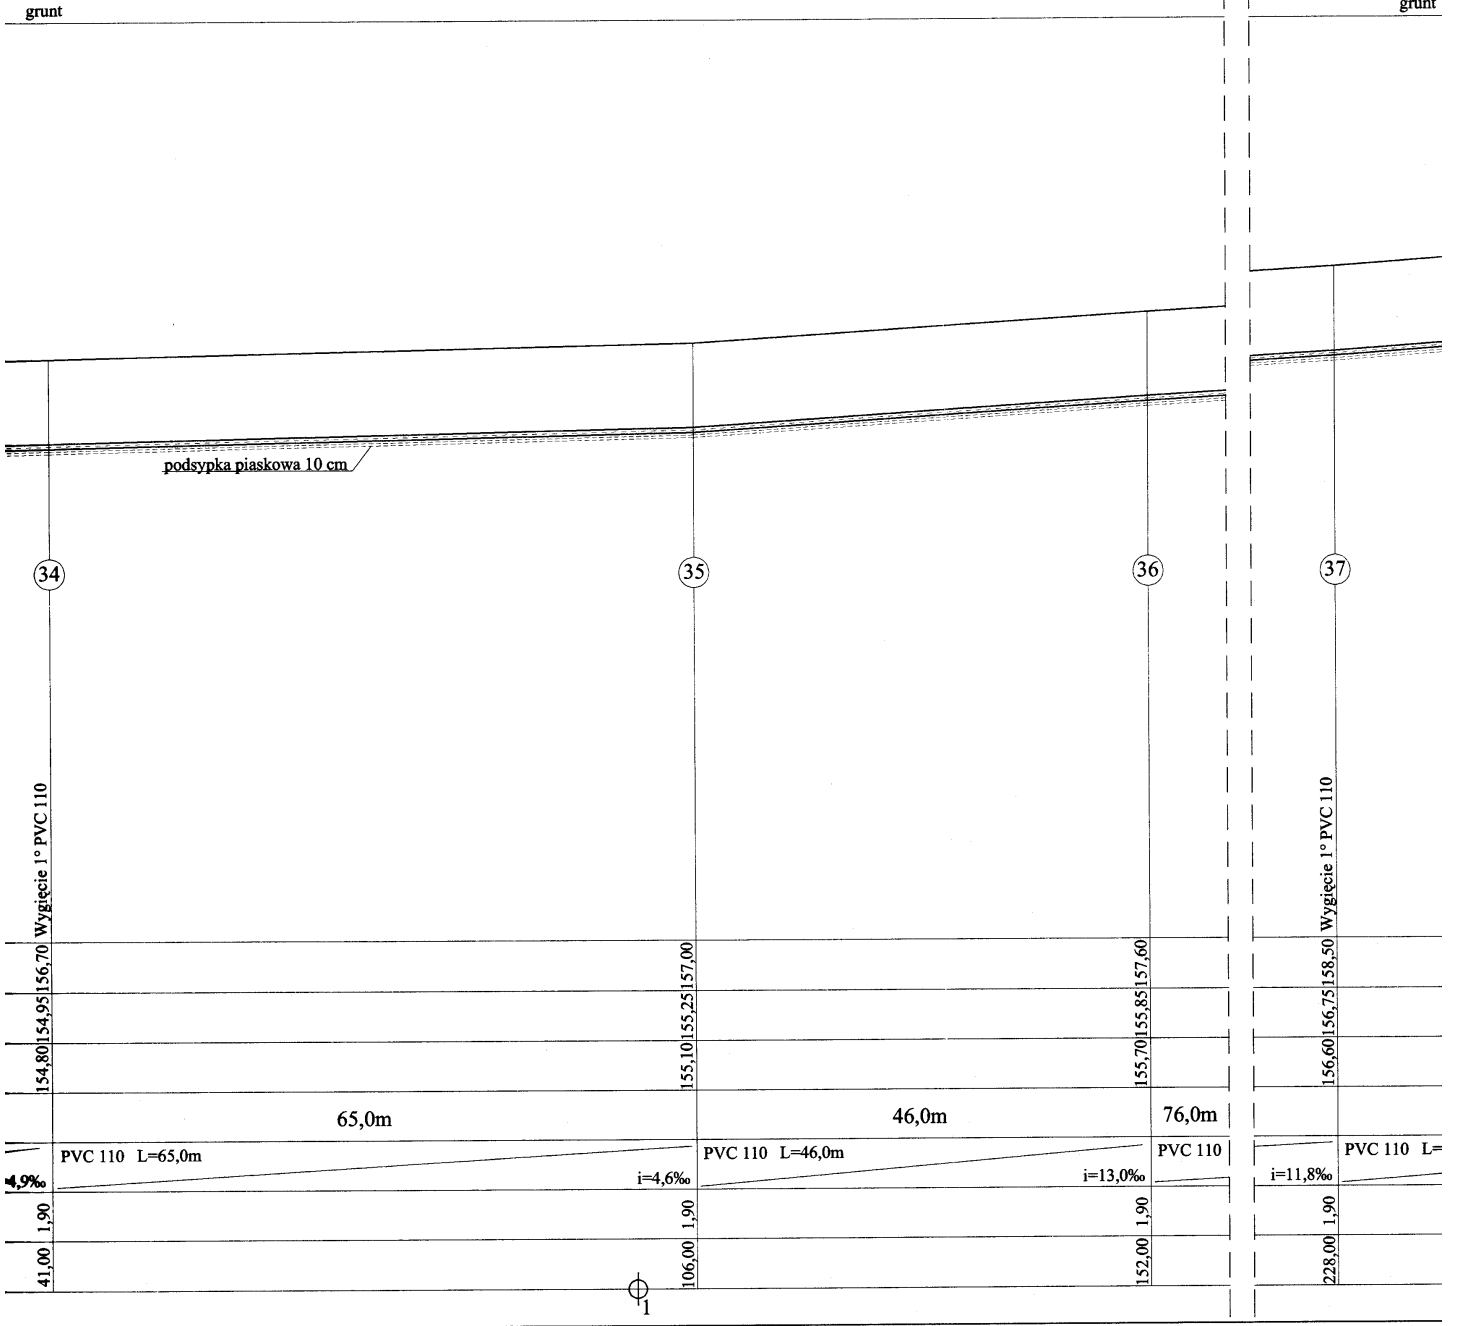 grunt
grunt
podsypka piaskowa 10 cm
34
35
36
37
Wygięcie 1° PVC 110
Wygięcie 1° PVC 110
156,70
157,00
157,60
158,50
154,95
155,25
155,85
156,75
154,80
155,10
155,70
156,60
65,0m
46,0m
76,0m
PVC 110 L=65,0m
PVC 110 L=46,0m
PVC 110
PVC 110 L=
4,9‰
i=4,6‰
i=13,0‰
i=11,8‰
1,90
1,90
1,90
1,90
41,00
106,00
152,00
228,00
1